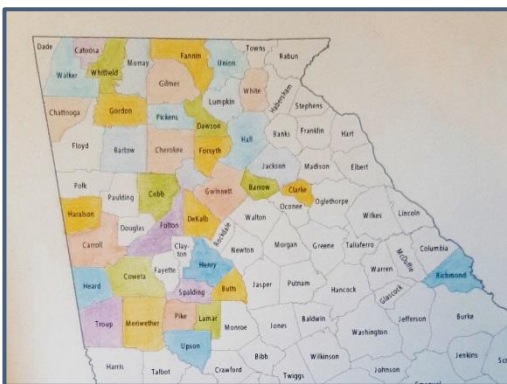 Dade
Catoosa
Fannin
Towns
Rabun
Walker
Whitfield
Murray
Union
Gilmer
White
Habersham
Chattooga
Gordon
Lumpkin
Stephens
Pickens
Dawson
Banks
Franklin
Hart
Floyd
Bartow
Cherokee
Forsyth
Hall
Jackson
Madison
Elbert
Polk
Paulding
Cobb
Gwinnett
Barrow
Clarke
Oconee
Oglethorpe
Haralson
Douglas
Fulton
DeKalb
Walton
Wilkes
Lincoln
Carroll
Clay-
ton
Rockdale
Newton
Morgan
Greene
Taliaferro
McDuffie
Columbia
Fayette
Henry
Warren
Richmond
Heard
Coweta
Spalding
Butts
Jasper
Putnam
Hancock
Glascock
Troup
Meriwether
Pike
Lamar
Monroe
Jones
Baldwin
Washington
Jefferson
Burke
Upson
Harris
Talbot
Crawford
Bibb
Twiggs
Wilkinson
Johnson
Jenkins